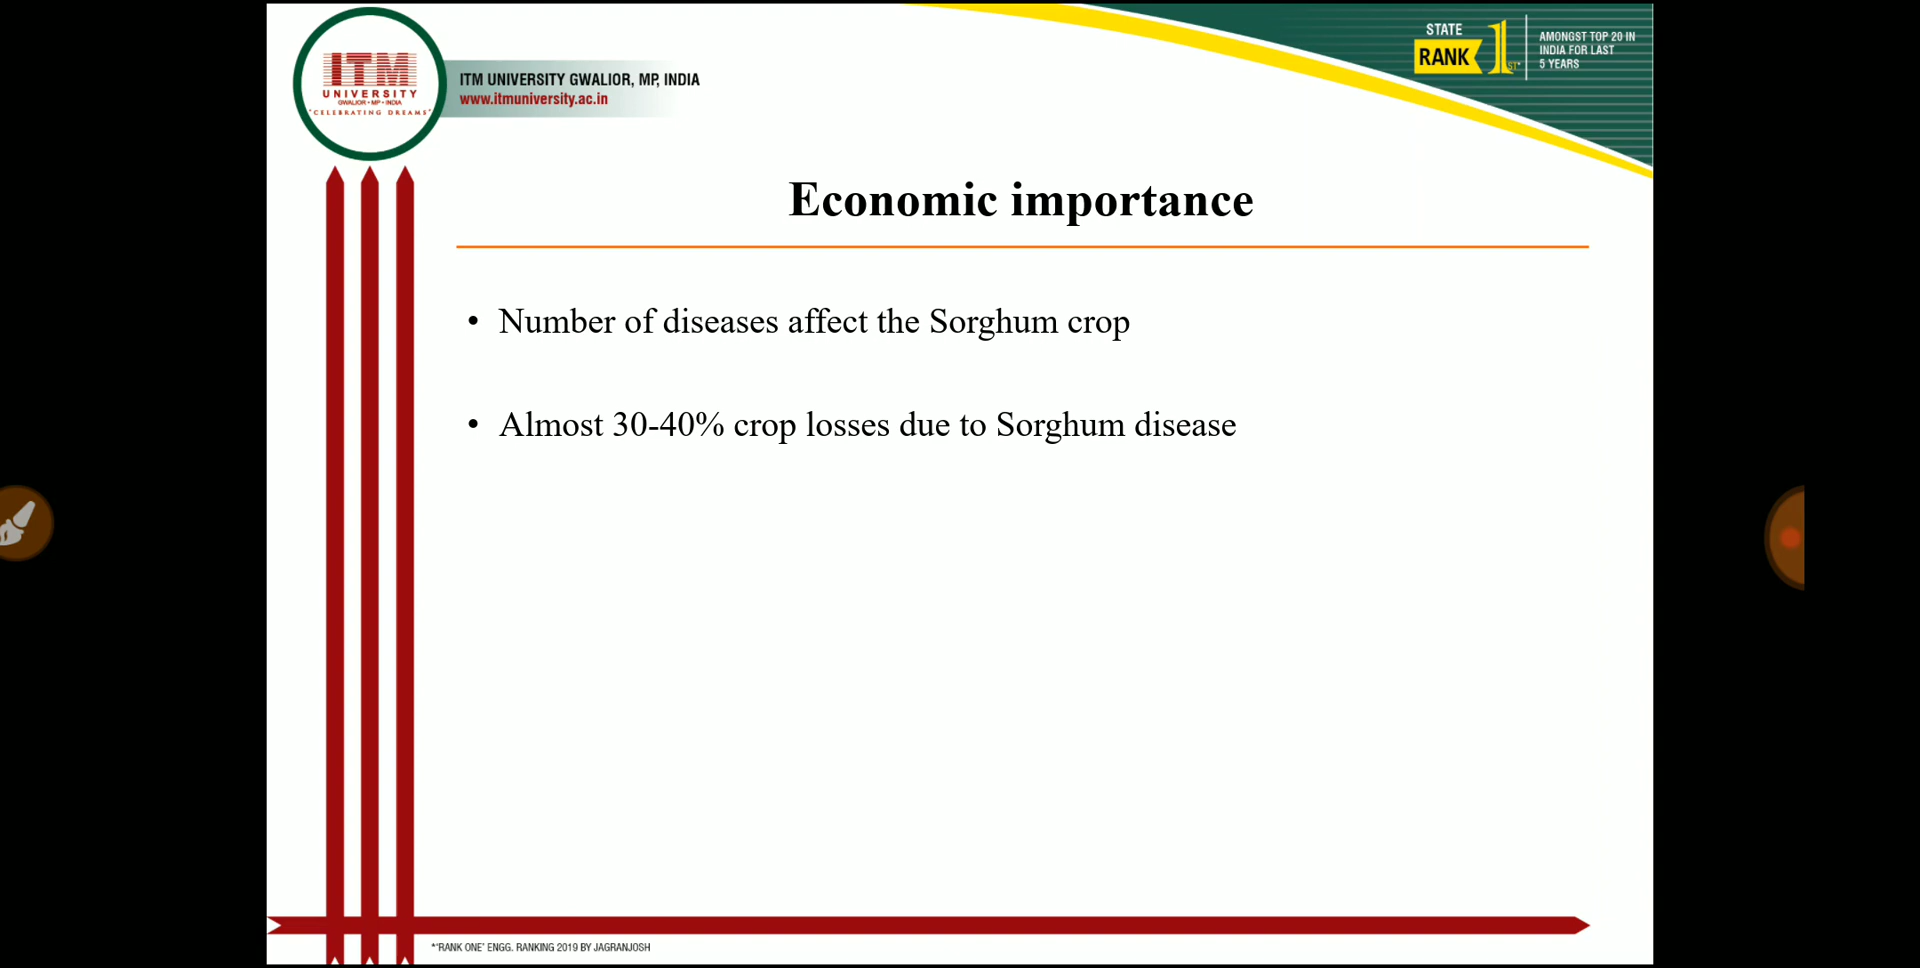 ITM
UNIVERSITY
GWALIOR • MP • INDIA
"CELEBRATING DREAMS"
ITM UNIVERSITY GWALIOR, MP, INDIA
www.itmuniversity.ac.in
STATE
RANK 1ST*
AMONGST TOP 20 IN
INDIA FOR LAST
5 YEARS
Economic importance
• Number of diseases affect the Sorghum crop
• Almost 30-40% crop losses due to Sorghum disease
*'RANK ONE' ENGG. RANKING 2019 BY JAGRANJOSH